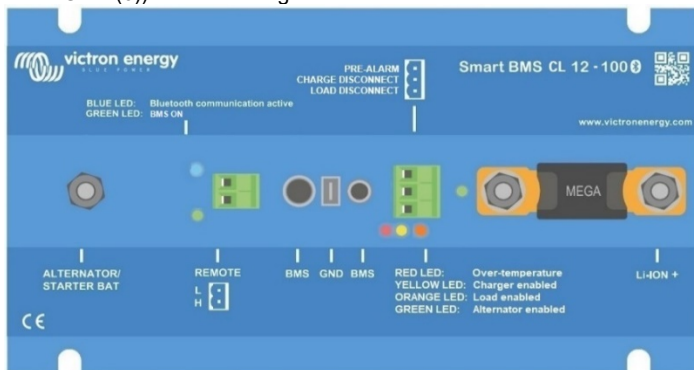 victron energy
BLUE POWER
PRE-ALARM
CHARGE DISCONNECT
LOAD DISCONNECT
Smart BMS CL 12 - 100
BLUE LED: Bluetooth communication active
GREEN LED: BMS ON
www.victronenergy.com
MEGA
ALTERNATOR/
STARTER BAT
REMOTE
L
H
BMS GND BMS
RED LED: Over-temperature
YELLOW LED: Charger enabled
ORANGE LED: Load enabled
GREEN LED: Alternator enabled
Li-ION +
CE